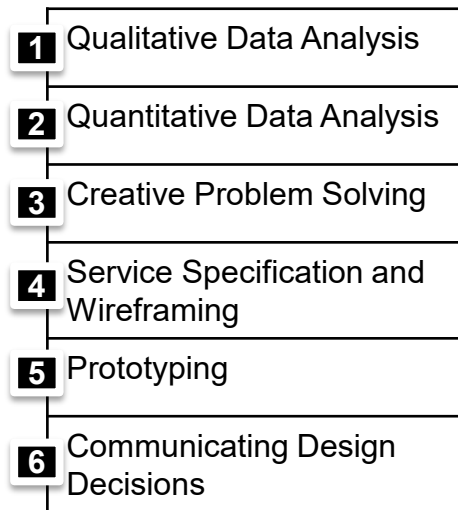 1 Qualitative Data Analysis
2 Quantitative Data Analysis
3 Creative Problem Solving
4 Service Specification and
Wireframing
5 Prototyping
6 Communicating Design
Decisions